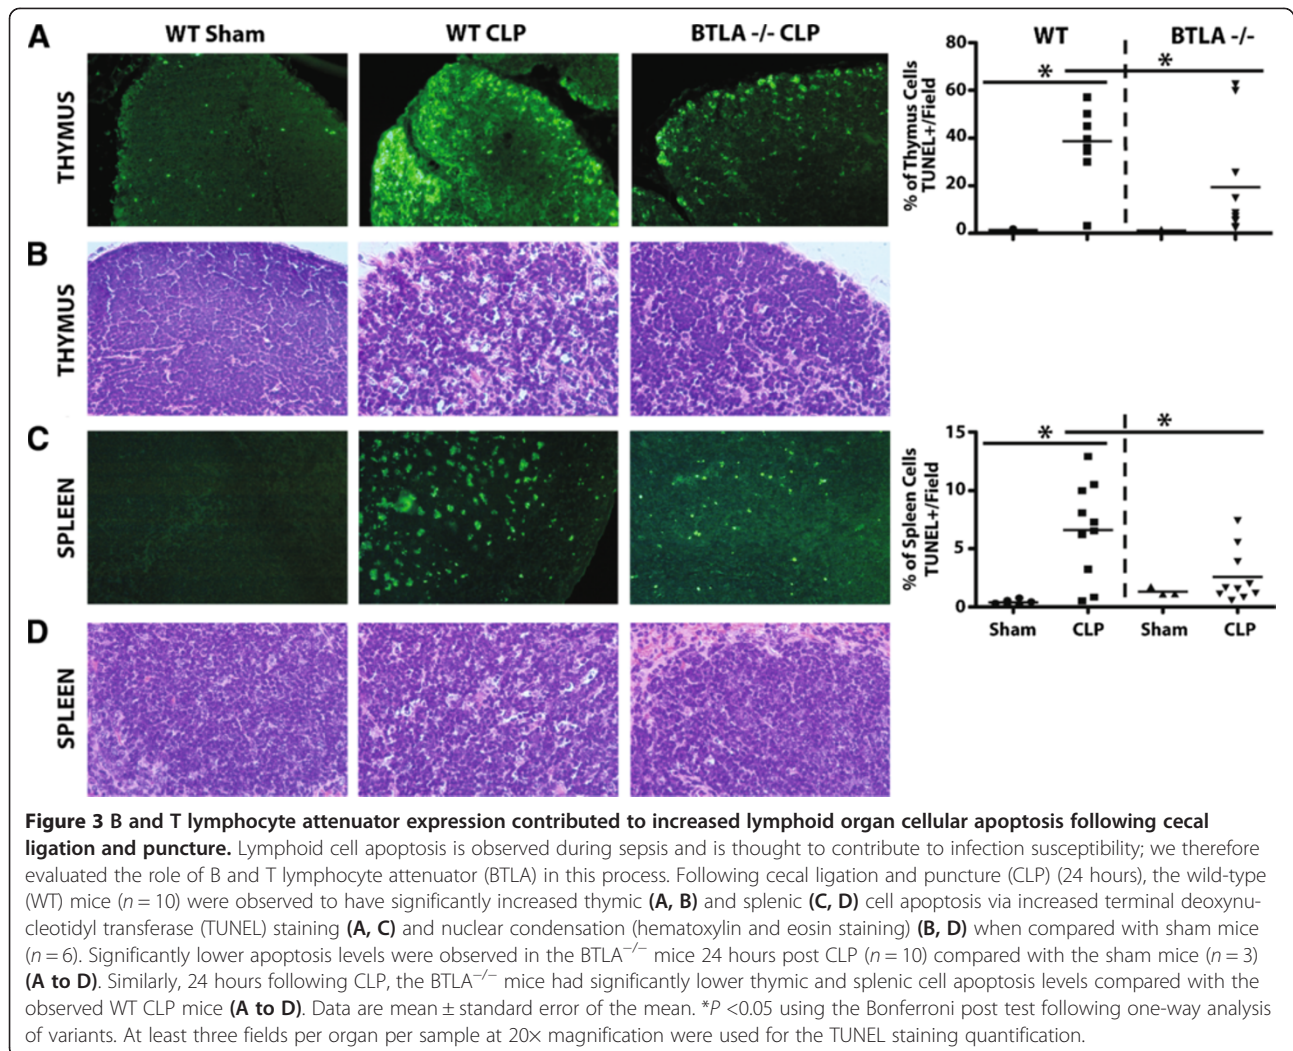 A
WT Sham
WT CLP
BTLA -/- CLP
THYMUS
B
THYMUS
C
SPLEEN
D
SPLEEN
WT
BTLA -/-
% of Thymus Cells
TUNEL+/Field
80
60
40
20
0
*
*
% of Spleen Cells
TUNEL+/Field
15
10
5
0
*
*
Sham
CLP
Sham
CLP
Figure 3 B and T lymphocyte attenuator expression contributed to increased lymphoid organ cellular apoptosis following cecal
ligation and puncture. Lymphoid cell apoptosis is observed during sepsis and is thought to contribute to infection susceptibility; we therefore
evaluated the role of B and T lymphocyte attenuator (BTLA) in this process. Following cecal ligation and puncture (CLP) (24 hours), the wild-type
(WT) mice (n = 10) were observed to have significantly increased thymic (A, B) and splenic (C, D) cell apoptosis via increased terminal deoxynu-
cleotidyl transferase (TUNEL) staining (A, C) and nuclear condensation (hematoxylin and eosin staining) (B, D) when compared with sham mice
(n = 6). Significantly lower apoptosis levels were observed in the BTLA−/− mice 24 hours post CLP (n = 10) compared with the sham mice (n = 3)
(A to D). Similarly, 24 hours following CLP, the BTLA−/− mice had significantly lower thymic and splenic cell apoptosis levels compared with the
observed WT CLP mice (A to D). Data are mean ± standard error of the mean. *P <0.05 using the Bonferroni post test following one-way analysis
of variants. At least three fields per organ per sample at 20× magnification were used for the TUNEL staining quantification.